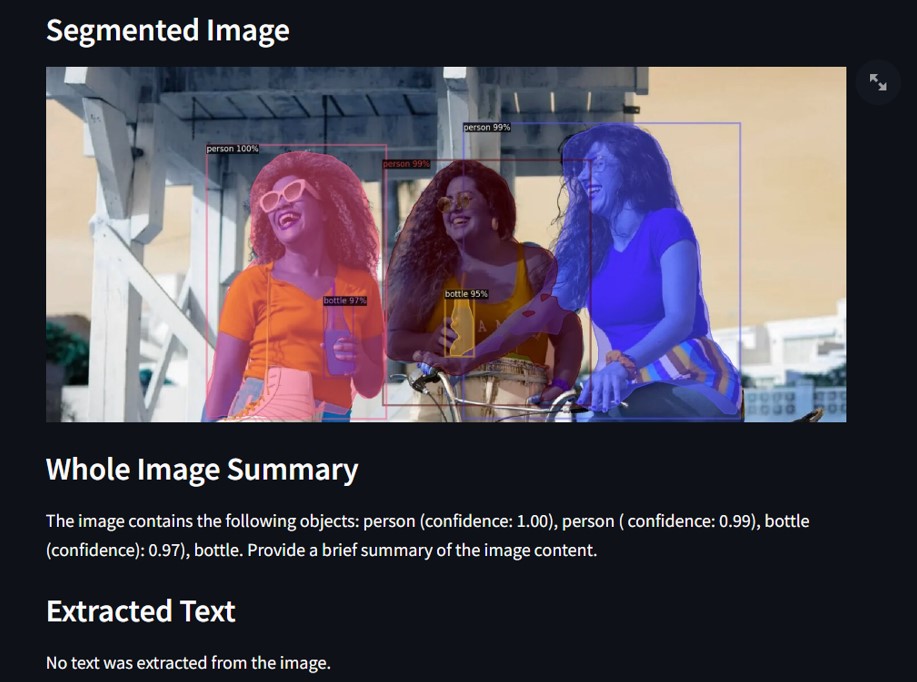 Segmented Image
person 99%
person 100%
person 99%
bottle 95%
bottle 97%
Whole Image Summary
The image contains the following objects: person (confidence: 1.00), person ( confidence: 0.99), bottle
(confidence): 0.97), bottle. Provide a brief summary of the image content.
Extracted Text
No text was extracted from the image.